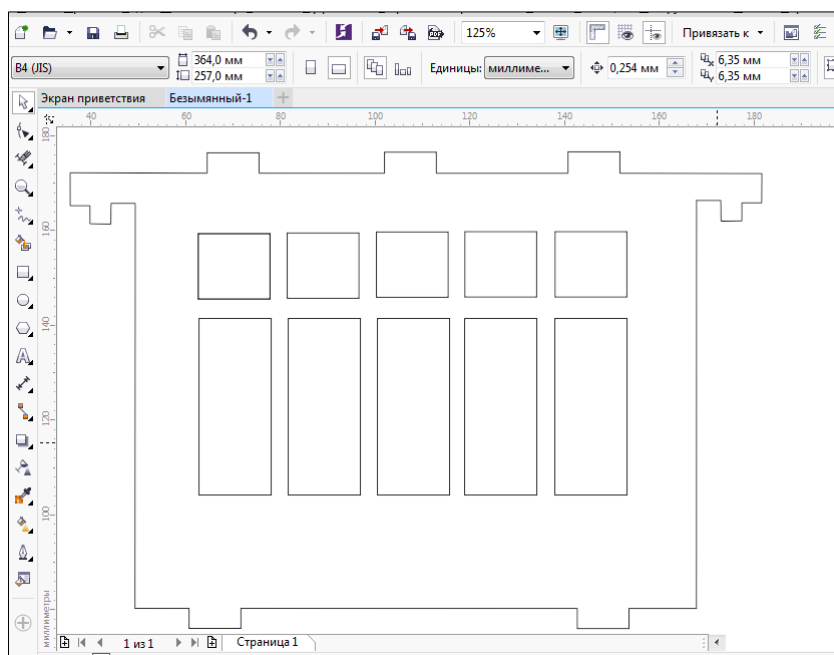 125%
Привязать к
B4 (JIS)
364,0 мм
257,0 мм
Единицы: миллиме...
0,254 мм
6,35 мм
6,35 мм
Экран приветствия
Безымянный-1
40 60 80 100 120 140 160 180
180
160
140
120
100
миллиметры
1 из 1
Страница 1